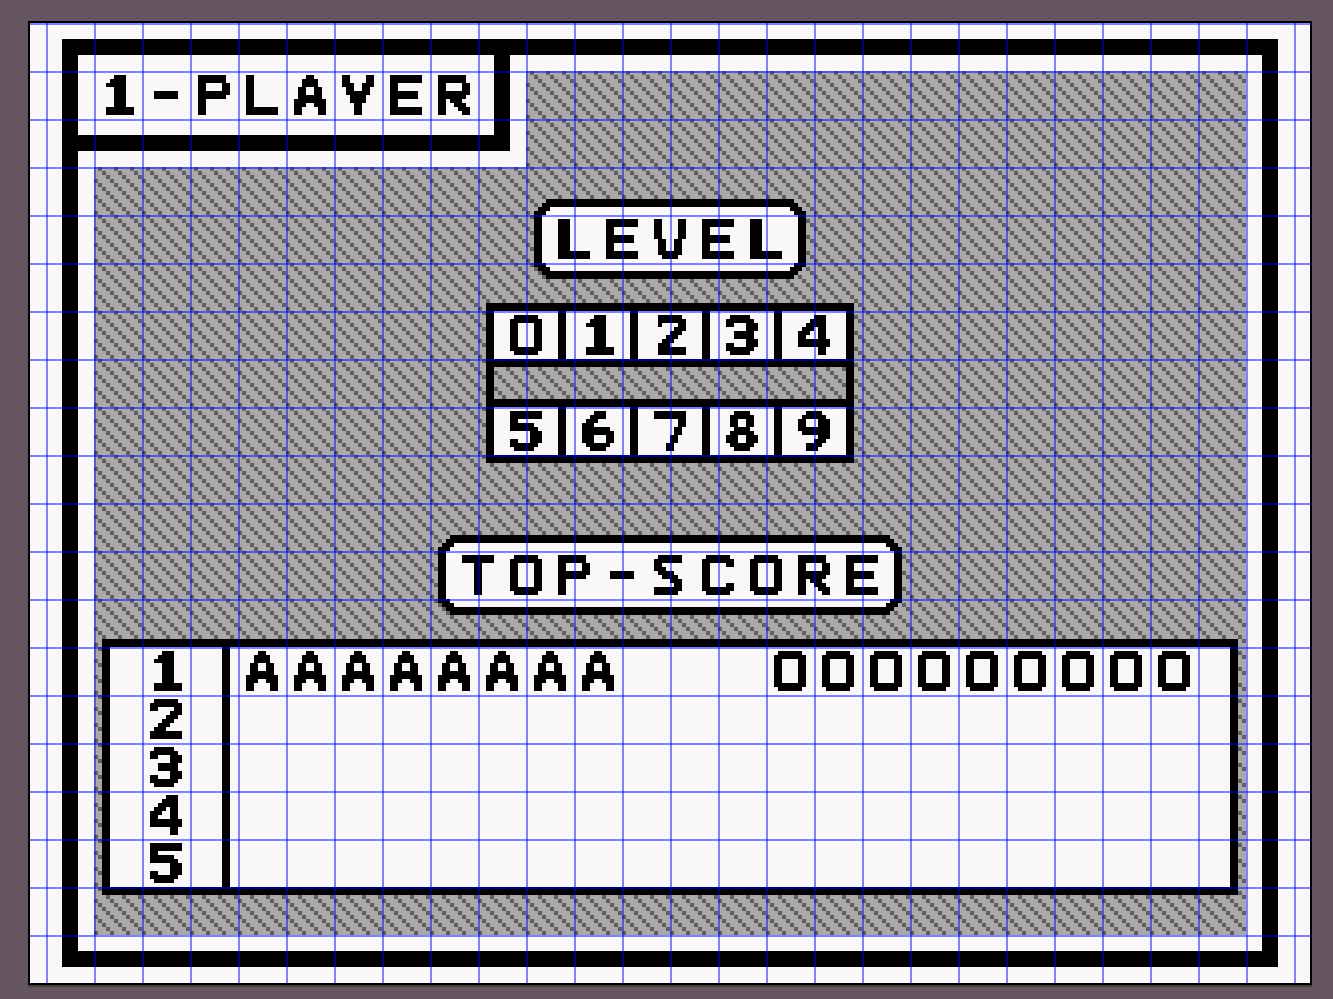 1-PLAYER
LEVEL
0 1 2 3 4
5 6 7 8 9
TOP-SCORE
1 AAAAAAAA 000000000
2
3
4
5